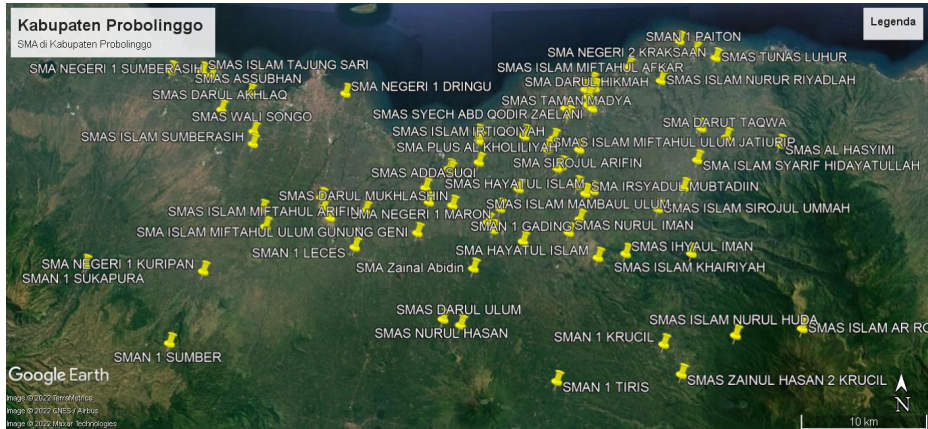 Kabupaten Probolinggo
SMA di Kabupaten Probolinggo
Legenda
SMAN 1 PAITON
SMA NEGERI 2 KRAKSAAN
SMAS TUNAS LUHUR
SMA NEGERI 1 SUMBERASIH
SMAS ISLAM TAJUNG SARI
SMAS ISLAM MIFTAHUL AFKAR
SMAS ASSUBHAN
SMA DARUL HIKMAH
SMAS ISLAM NURUR RIYADLAH
SMA NEGERI 1 DRINGU
SMAS DARUL AKHLAQ
SMAS TAMAN MADYA
SMAS WALI SONGO
SMAS SYECH ABD QODIR ZAELANI
SMA DARUT TAQWA
SMAS ISLAM SUMBERASIH
SMAS ISLAM IRTIQOIYAH
SMAS ISLAM MIFTAHUL ULUM JATIURIP
SMA PLUS AL KHOLILIYAH
SMAS AL HASYIMI
SMA SIROJUL ARIFIN
SMA ISLAM SYARIF HIDAYATULLAH
SMAS ADDASUQI
SMAS HAYATUL ISLAM
SMA IRSYADUL MUBTADIIN
SMAS DARUL MUKHLASHIN
SMAS ISLAM MAMBAUL ULUM
SMAS ISLAM SIROJUL UMMAH
SMAS ISLAM MIFTAHUL ARIFIN
SMA NEGERI 1 MARON
SMAN 1 GADING
SMAS NURUL IMAN
SMA ISLAM MIFTAHUL ULUM GUNUNG GENI
SMAN 1 LECES
SMA HAYATUL ISLAM
SMAS IHYAUL IMAN
SMA NEGERI 1 KURIPAN
SMA Zainal Abidin
SMAS ISLAM KHAIRIYAH
SMAN 1 SUKAPURA
SMAS DARUL ULUM
SMAS ISLAM NURUL HUDA
SMAS ISLAM AR
SMAS NURUL HASAN
SMAN 1 KRUCIL
SMAN 1 SUMBER
SMAN 1 TIRIS
SMAS ZAINUL HASAN 2 KRUCIL
Google Earth
Image © 2022 TerraMetrics
Image © 2022 CNES / Airbus
Image © 2022 Maxar Technologies
N
10 km